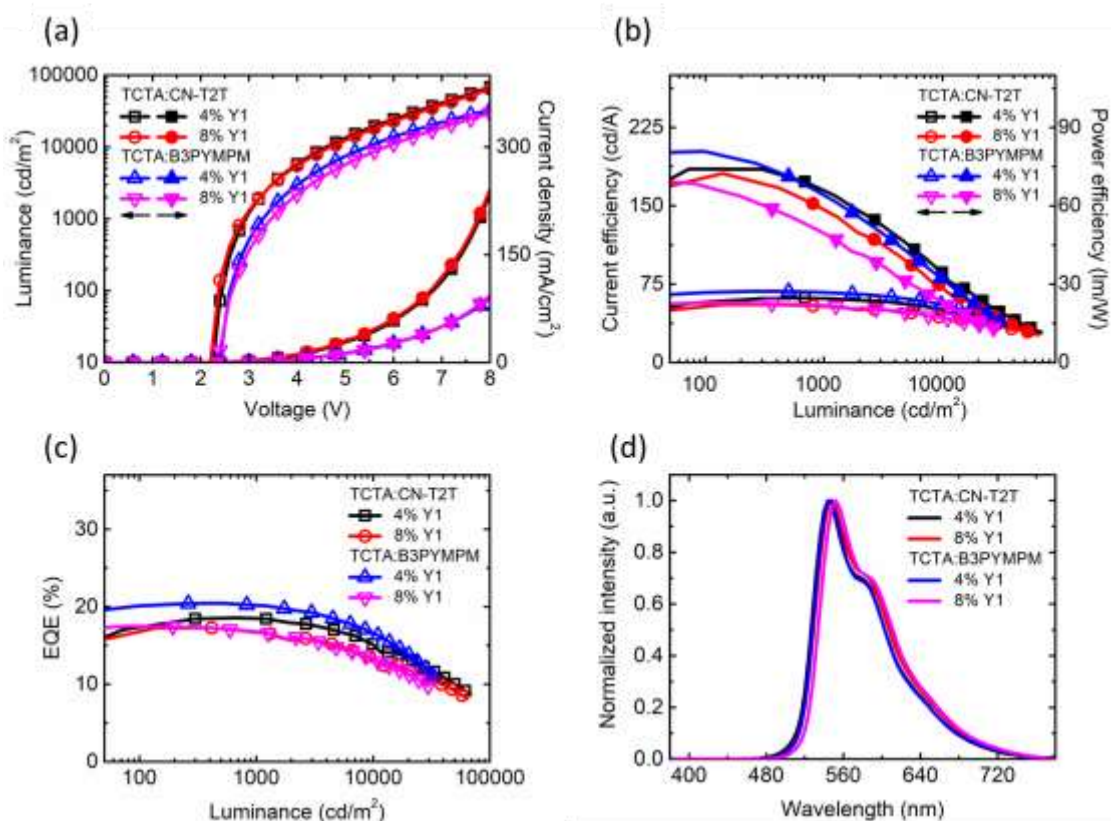 (a)
100000
10000
1000
100
10
Luminance (cd/m²)
TCTA:CN-T2T
4% Y1
8% Y1
TCTA:B3PYMPM
4% Y1
8% Y1
300
150
0
Current density (mA/cm²)
0 1 2 3 4 5 6 7 8
Voltage (V)
(b)
225
150
75
0
Current efficiency (cd/A)
TCTA:CN-T2T
4% Y1
8% Y1
TCTA:B3PYMPM
4% Y1
8% Y1
90
60
30
0
Power efficiency (lm/W)
100 1000 10000
Luminance (cd/m²)
(c)
30
20
10
0
EQE (%)
TCTA:CN-T2T
4% Y1
8% Y1
TCTA:B3PYMPM
4% Y1
8% Y1
100 1000 10000 100000
Luminance (cd/m²)
(d)
1.0
0.8
0.6
0.4
0.2
0.0
Normalized intensity (a.u.)
TCTA:CN-T2T
4% Y1
8% Y1
TCTA:B3PYMPM
4% Y1
8% Y1
400 480 560 640 720
Wavelength (nm)